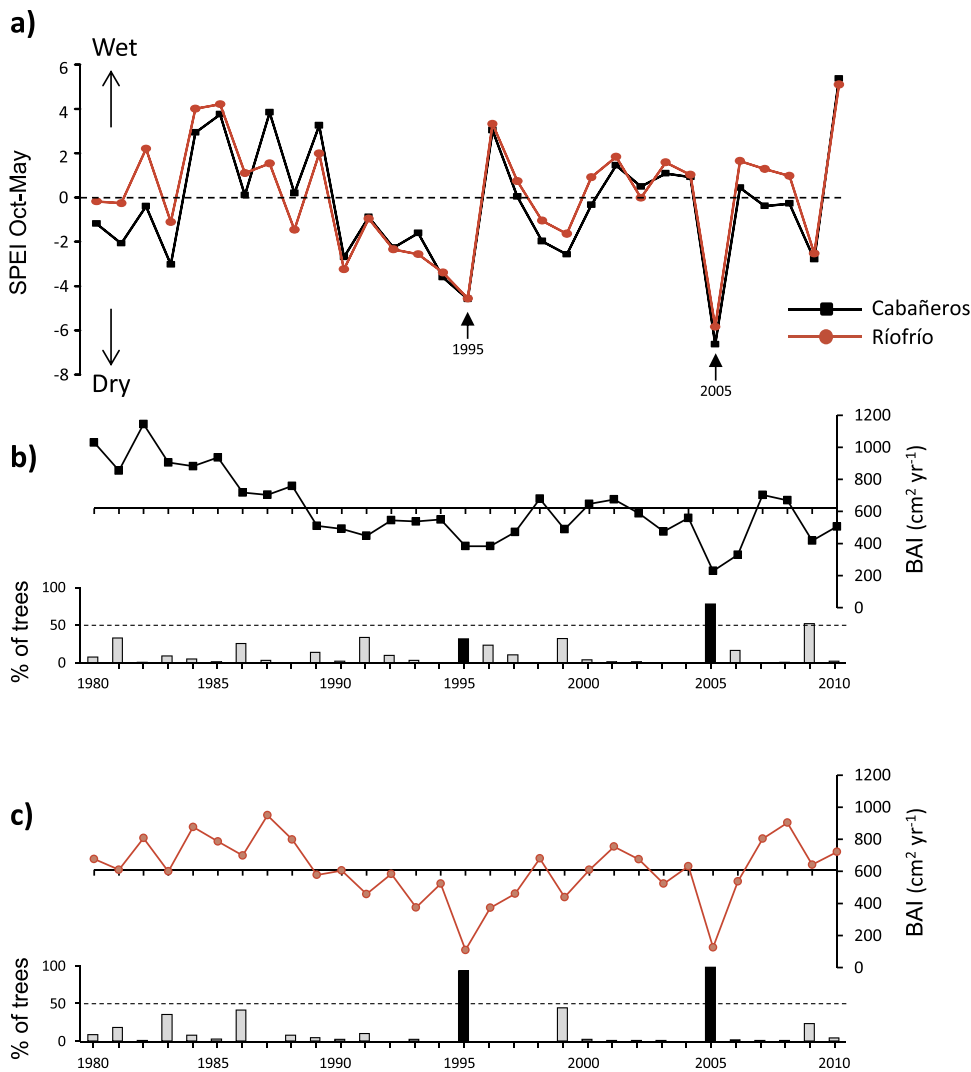 a)
Wet
6
4
2
0
-2
-4
-6
-8
SPEI Oct-May
Dry
1995
2005
Cabañeros
Ríofrío
b)
1200
1000
800
600
400
200
0
BAI (cm² yr⁻¹)
100
50
0
% of trees
1980 1985 1990 1995 2000 2005 2010
c)
1200
1000
800
600
400
200
0
BAI (cm² yr⁻¹)
100
50
0
% of trees
1980 1985 1990 1995 2000 2005 2010